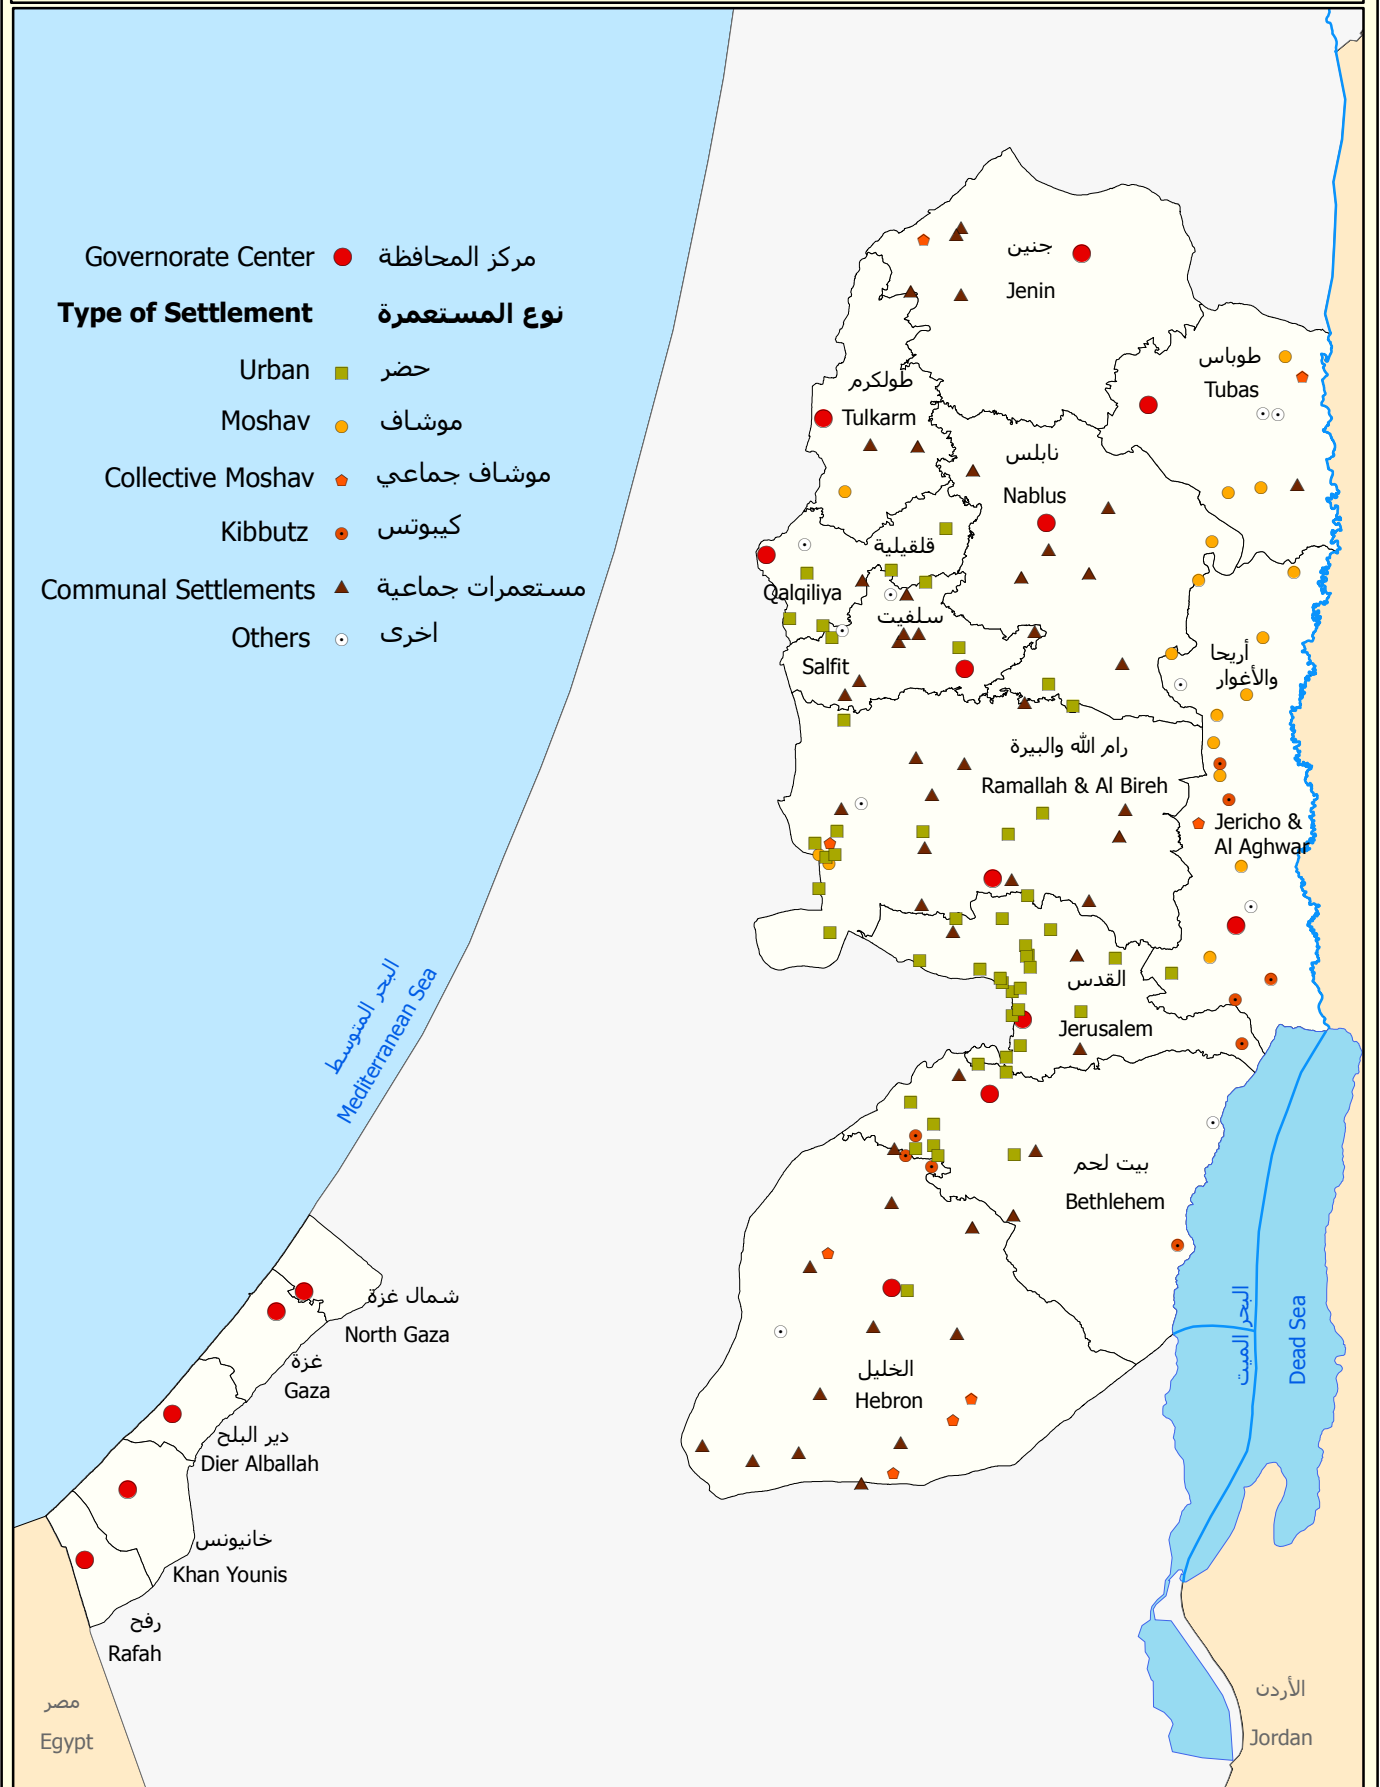 Governorate Center مركز المحافظة
Type of Settlement نوع المستعمرة
Urban حضر
Moshav موشاف
Collective Moshav موشاف جماعي
Kibbutz كيبوتس
Communal Settlements مستعمرات جماعية
Others اخرى
جنين
Jenin
طوباس
Tubas
طولكرم
Tulkarm
نابلس
Nablus
قلقيلية
Qalqiliya
سلفيت
Salfit
أريحا
والأغوار
Jericho &
Al Aghwar
رام الله والبيرة
Ramallah & Al Bireh
القدس
Jerusalem
بيت لحم
Bethlehem
الخليل
Hebron
البحر المتوسط
Mediterranean Sea
البحر الميت
Dead Sea
شمال غزة
North Gaza
غزة
Gaza
دير البلح
Dier Alballah
خانيونس
Khan Younis
رفح
Rafah
مصر
Egypt
الأردن
Jordan